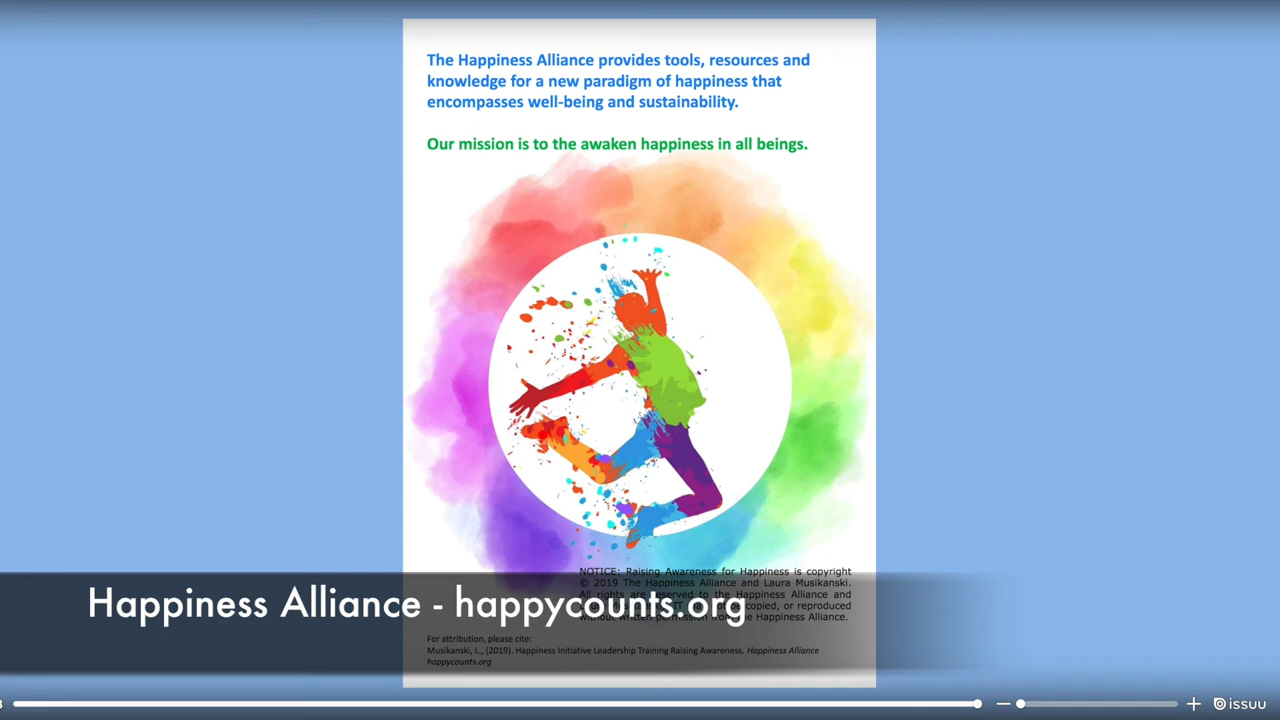 The Happiness Alliance provides tools, resources and
knowledge for a new paradigm of happiness that
encompasses well-being and sustainability.
Our mission is to the awaken happiness in all beings.
NOTICE: Raising Awareness for Happiness is copyright
© 2019 The Happiness Alliance and Laura Musikanski.
All rights are reserved to the Happiness Alliance and
be copied, or reproduced
without written permission from the Happiness Alliance.
Happiness Alliance - happycounts.org
For attribution, please cite:
Musikanski, L., (2019). Happiness Initiative Leadership Training Raising Awareness. Happiness Alliance
happycounts.org
issuu